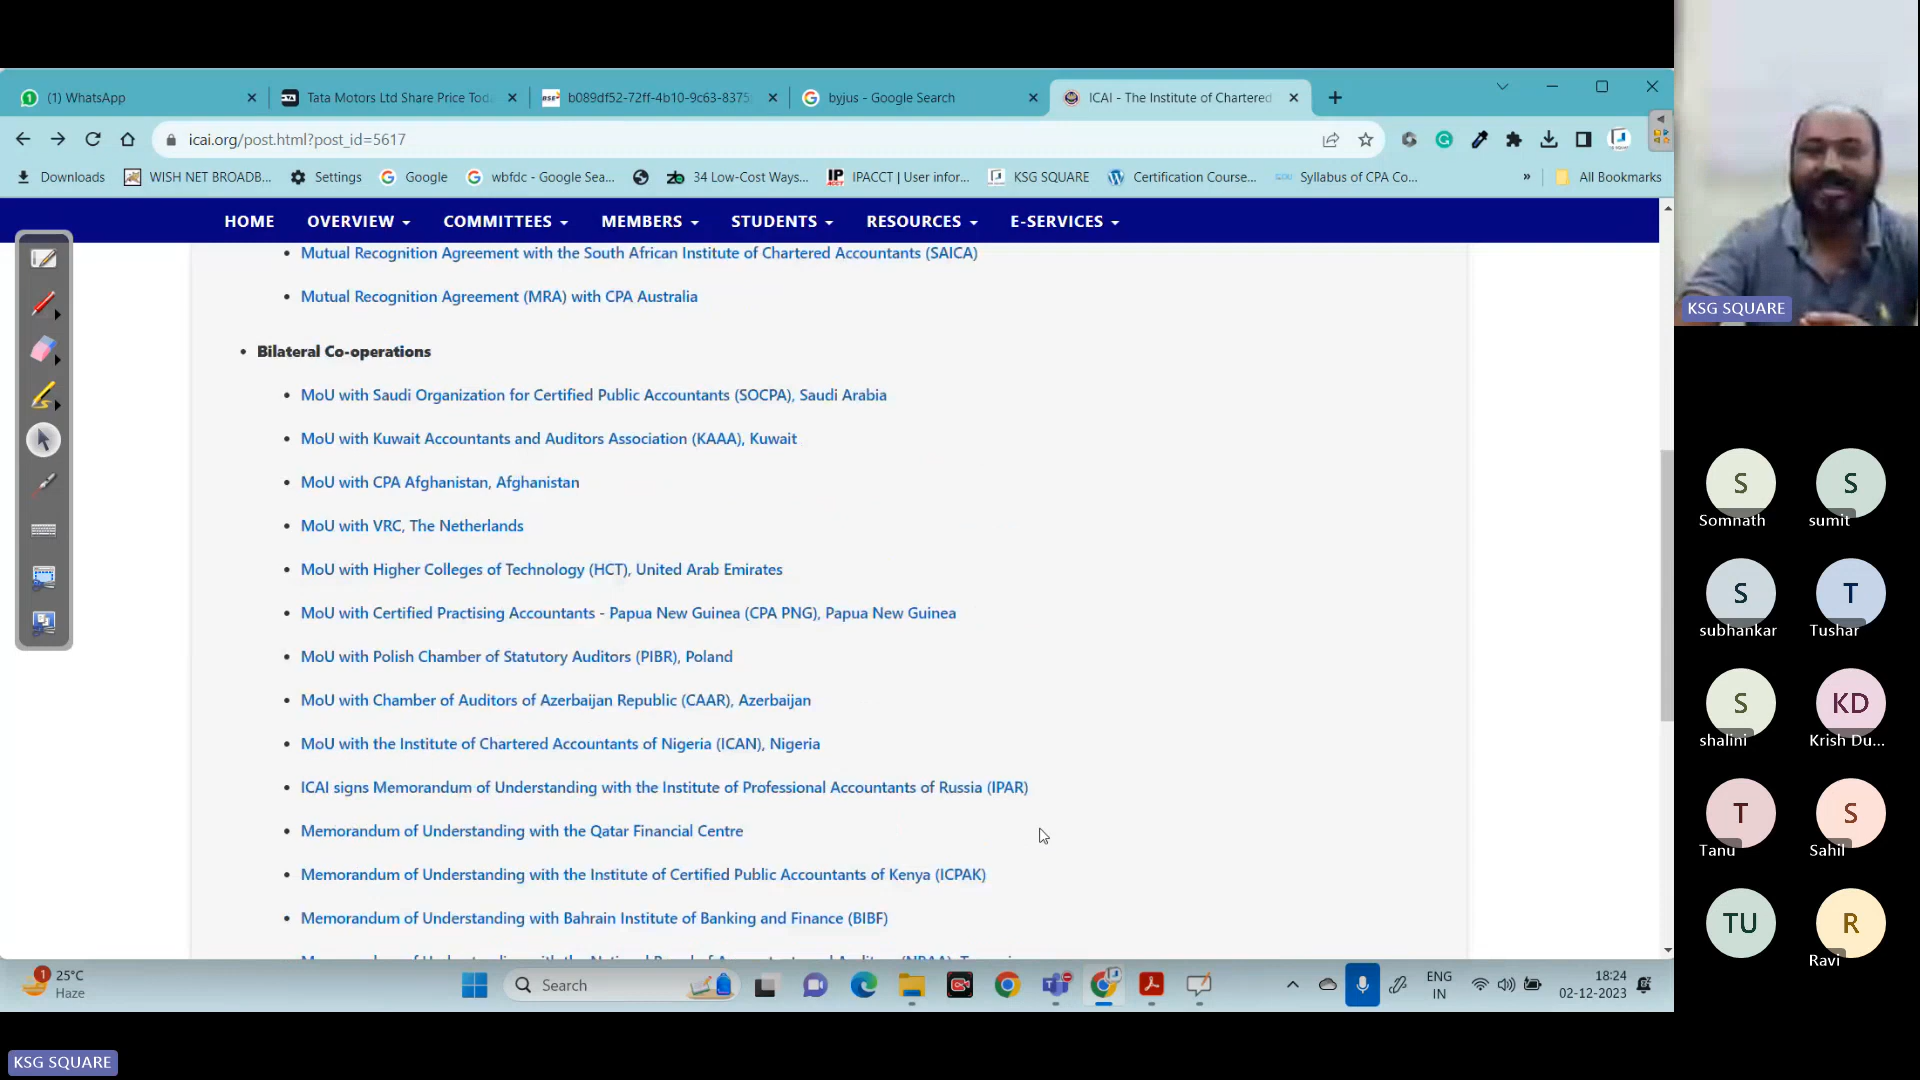 (1) WhatsApp
Tata Motors Ltd Share Price Tod
b089df52-72ff-4b10-9c63-8375
byjus - Google Search
ICAI - The Institute of Chartered
icai.org/post.html?post_id=5617
Downloads
WISH NET BROADB...
Settings
Google
wbfdc - Google Sea...
34 Low-Cost Ways...
IPACCT | User infor...
KSG SQUARE
Certification Course...
Syllabus of CPA Co...
»
All Bookmarks
HOME
OVERVIEW
COMMITTEES
MEMBERS
STUDENTS
RESOURCES
E-SERVICES
Mutual Recognition Agreement with the South African Institute of Chartered Accountants (SAICA)
Mutual Recognition Agreement (MRA) with CPA Australia
Bilateral Co-operations
MoU with Saudi Organization for Certified Public Accountants (SOCPA), Saudi Arabia
MoU with Kuwait Accountants and Auditors Association (KAAA), Kuwait
MoU with CPA Afghanistan, Afghanistan
MoU with VRC, The Netherlands
MoU with Higher Colleges of Technology (HCT), United Arab Emirates
MoU with Certified Practising Accountants - Papua New Guinea (CPA PNG), Papua New Guinea
MoU with Polish Chamber of Statutory Auditors (PIBR), Poland
MoU with Chamber of Auditors of Azerbaijan Republic (CAAR), Azerbaijan
MoU with the Institute of Chartered Accountants of Nigeria (ICAN), Nigeria
ICAI signs Memorandum of Understanding with the Institute of Professional Accountants of Russia (IPAR)
Memorandum of Understanding with the Qatar Financial Centre
Memorandum of Understanding with the Institute of Certified Public Accountants of Kenya (ICPAK)
Memorandum of Understanding with Bahrain Institute of Banking and Finance (BIBF)
1
25°C
Haze
Search
ENG
IN
18:24
02-12-2023
KSG SQUARE
KSG SQUARE
S
Somnath
S
sumit
S
subhankar
T
Tushar
S
shalini
KD
Krish Du...
T
Tanu
S
Sahil
TU
R
Ravi